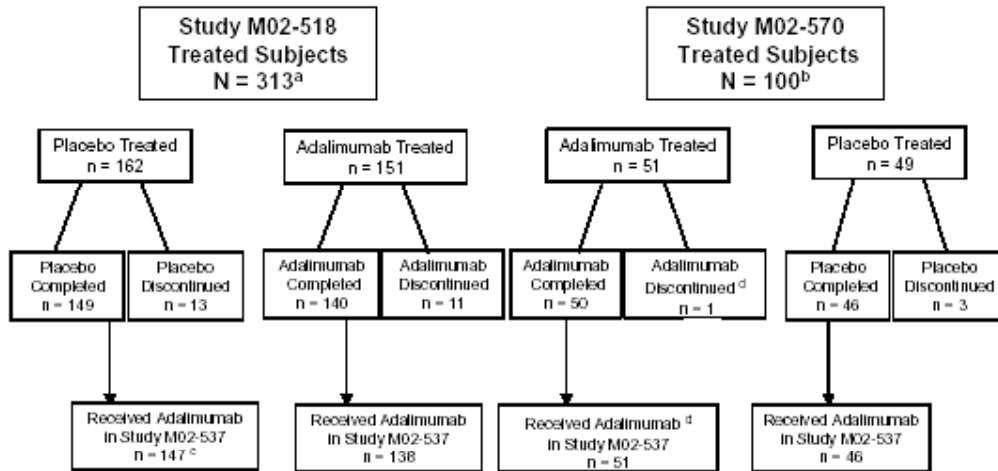 Study M02-518
Treated Subjects
N = 313ᵃ
Study M02-570
Treated Subjects
N = 100ᵇ
Placebo Treated
n = 162
Adalimumab Treated
n = 151
Adalimumab Treated
n = 51
Placebo Treated
n = 49
Placebo
Completed
n = 149
Placebo
Discontinued
n = 13
Adalimumab
Completed
n = 140
Adalimumab
Discontinued
n = 11
Adalimumab
Completed
n = 50
Adalimumab
Discontinued ᵈ
n = 1
Placebo
Completed
n = 46
Placebo
Discontinued
n = 3
Received Adalimumab
in Study M02-537
n = 147 ᶜ
Received Adalimumab
in Study M02-537
n = 138
Received Adalimumab ᵈ
in Study M02-537
n = 51
Received Adalimumab
in Study M02-537
n = 46